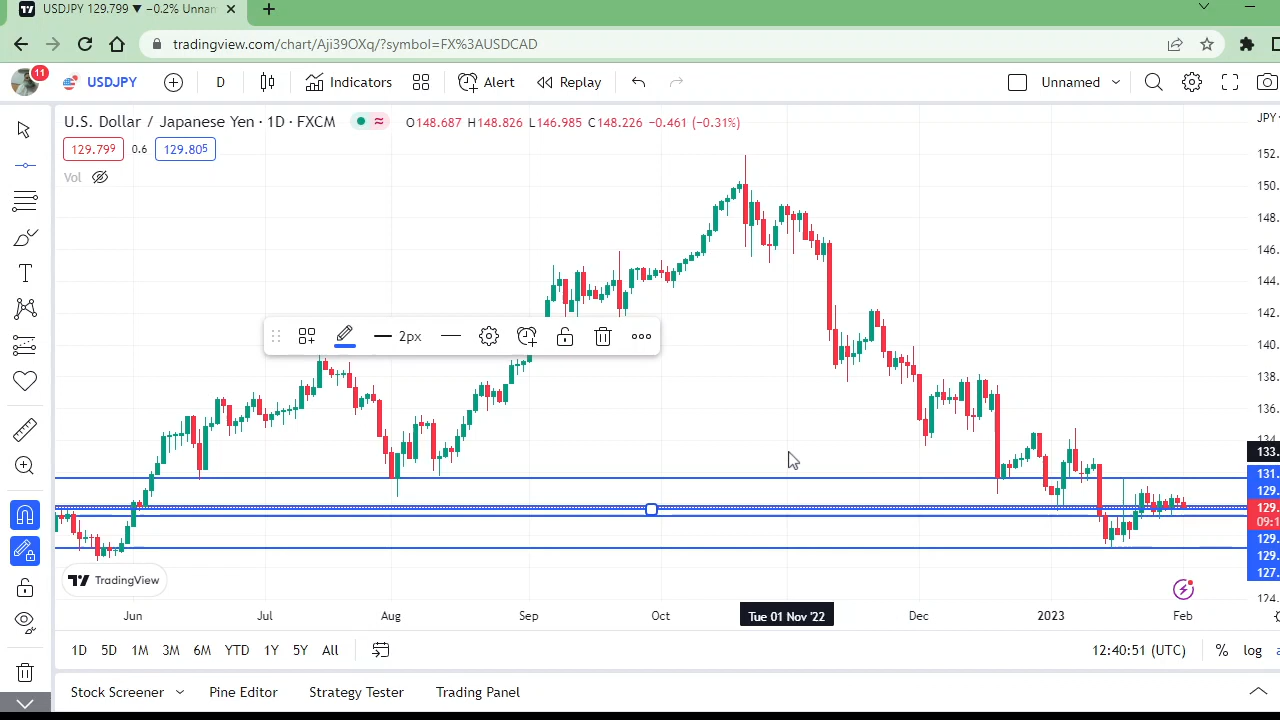 USDJPY 129.799 ▼ −0.2% Unnan
tradingview.com/chart/Aji39OXq/?symbol=FX%3AUSDCAD
11
USDJPY
D
Indicators
Alert
Replay
Unnamed
U.S. Dollar / Japanese Yen · 1D · FXCM
O148.687 H148.826 L146.985 C148.226 −0.461 (−0.31%)
JPY
129.799
0.6
129.805
Vol
152.
150.
148.
146.
144.
142.
140.
138.
136.
134.
133.
131.
129.
129.
09:1
129.
129.
127.
124.
2px
TradingView
Jun
Jul
Aug
Sep
Oct
Tue 01 Nov '22
Dec
2023
Feb
1D
5D
1M
3M
6M
YTD
1Y
5Y
All
12:40:51 (UTC)
%
log
a
Stock Screener
Pine Editor
Strategy Tester
Trading Panel